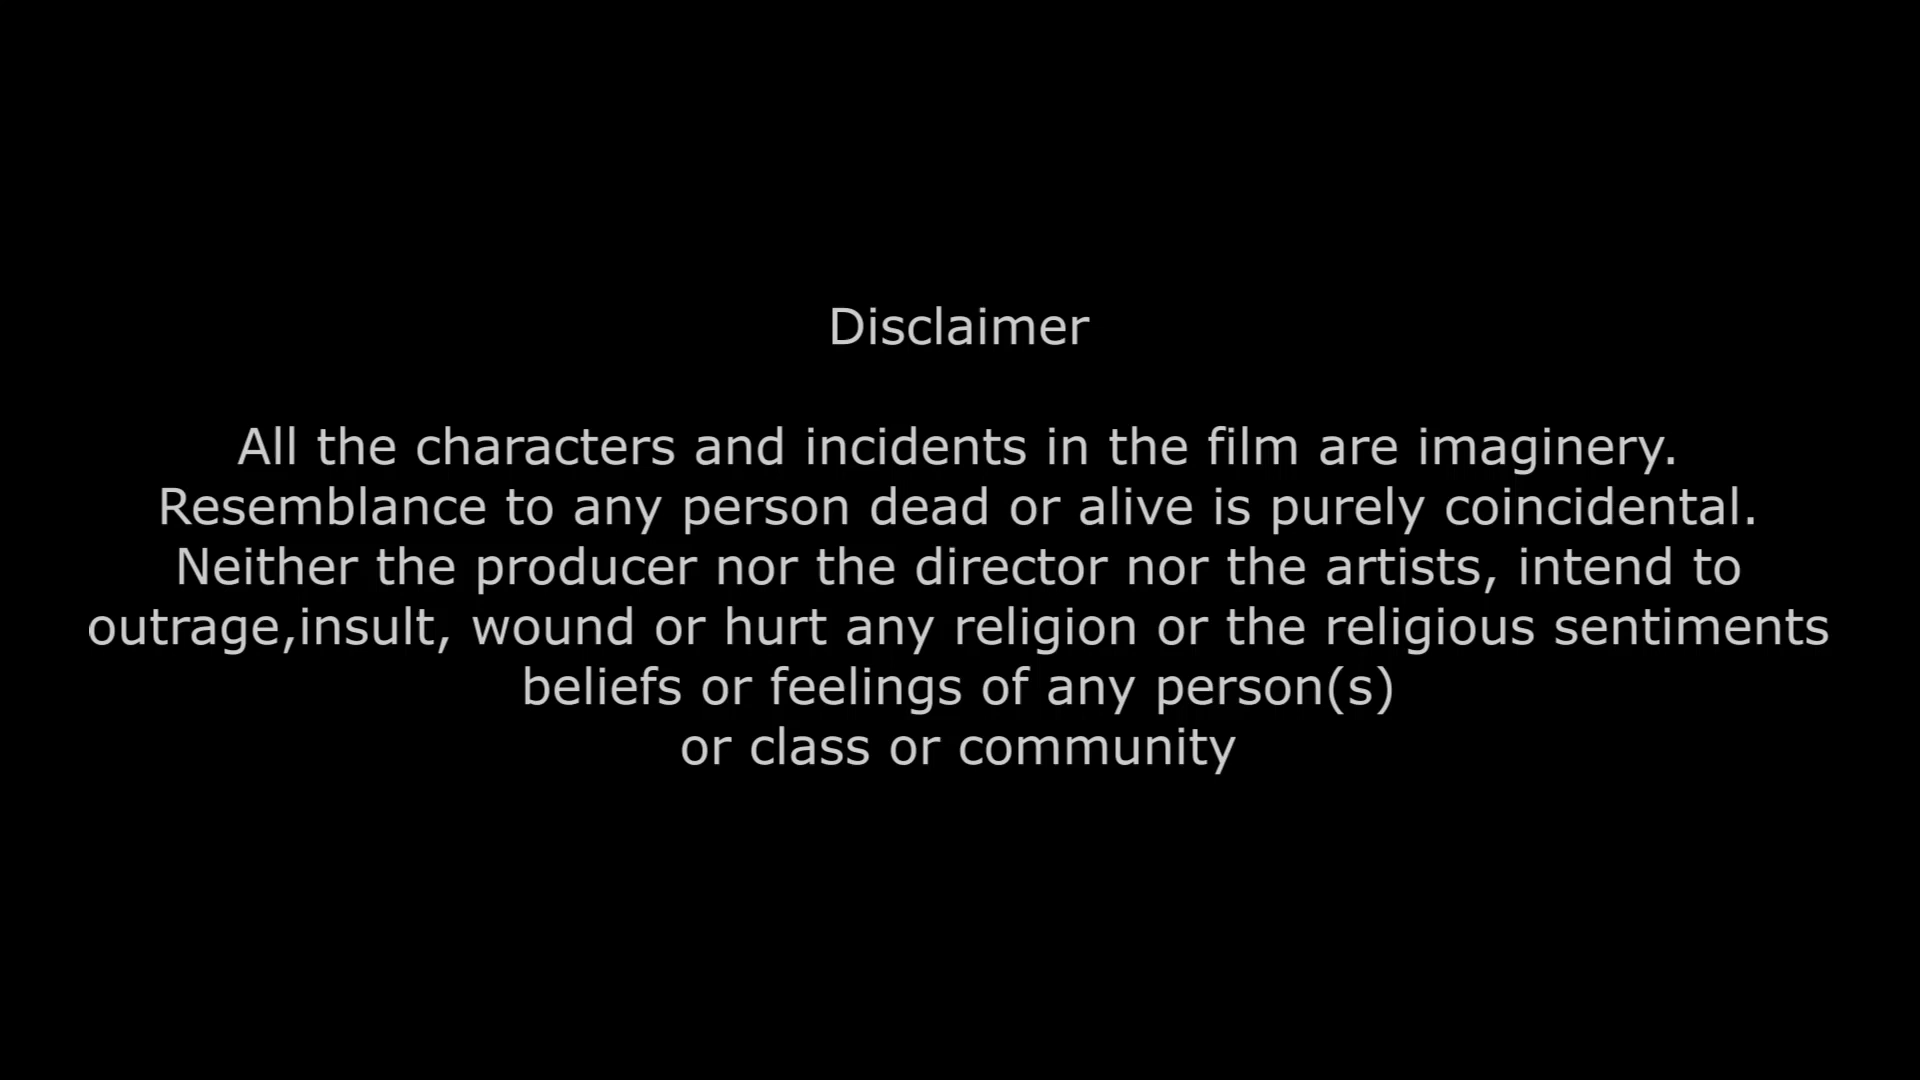 Disclaimer
All the characters and incidents in the film are imaginery.
Resemblance to any person dead or alive is purely coincidental.
Neither the producer nor the director nor the artists, intend to
outrage,insult, wound or hurt any religion or the religious sentiments
beliefs or feelings of any person(s)
or class or community